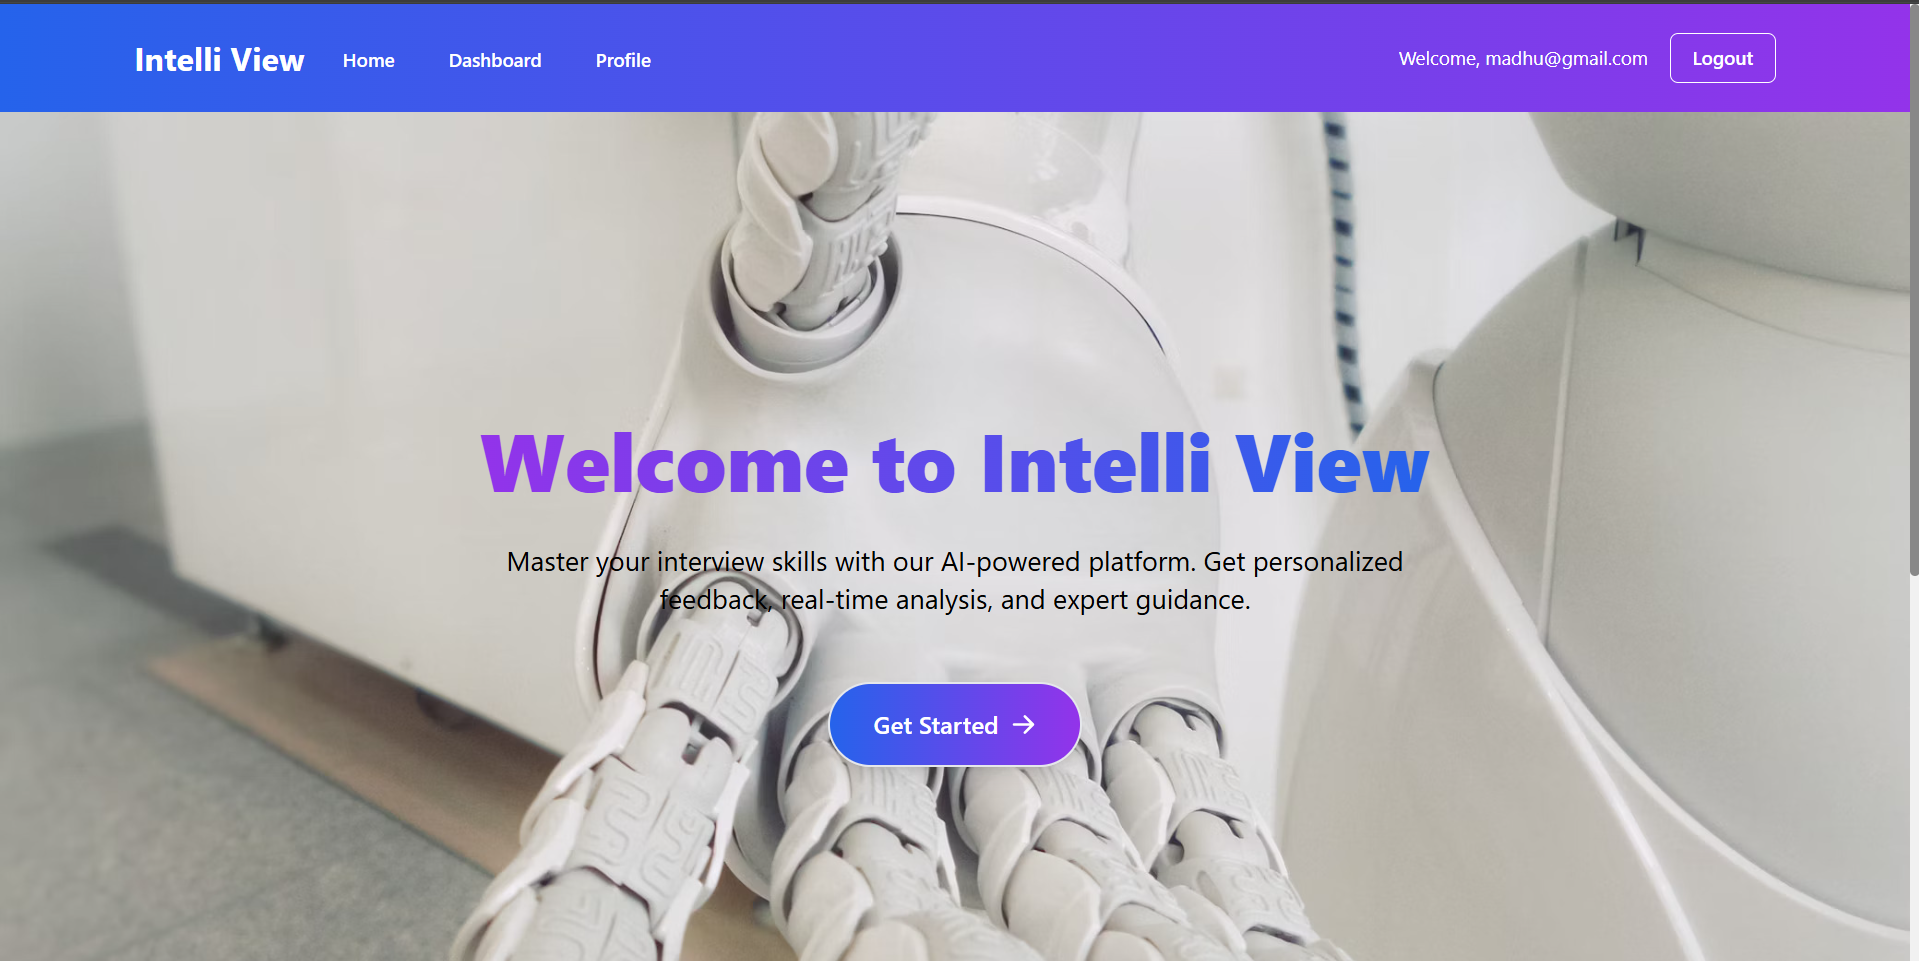 Intelli View
Home
Dashboard
Profile
Welcome, madhu@gmail.com
Logout
Welcome to Intelli View
Master your interview skills with our AI-powered platform. Get personalized
feedback, real-time analysis, and expert guidance.
Get Started →